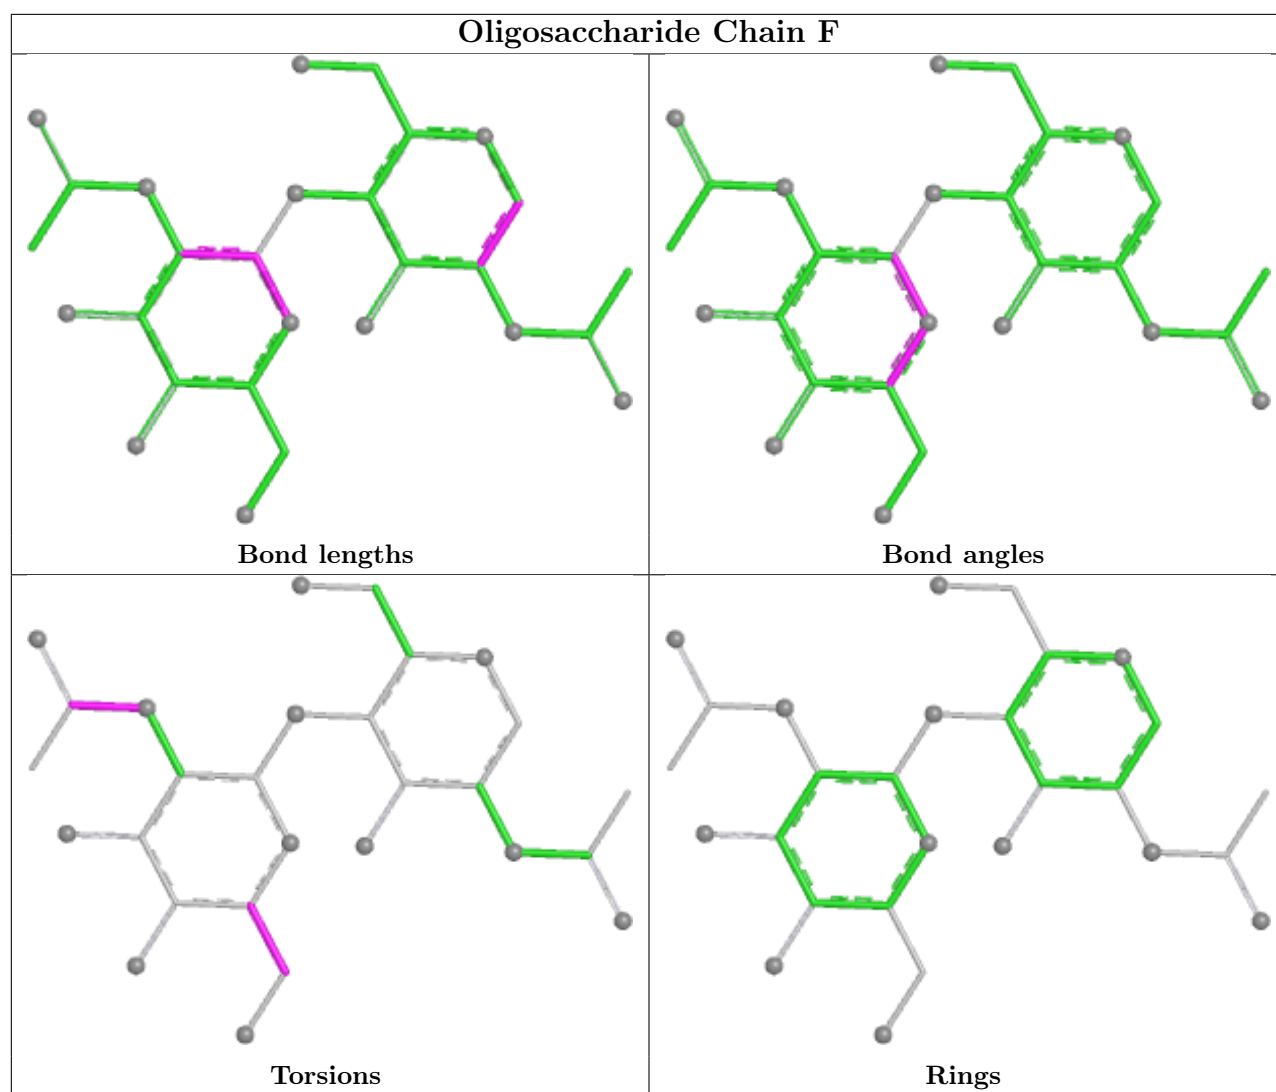 Oligosaccharide Chain F
Bond lengths
Bond angles
Torsions
Rings